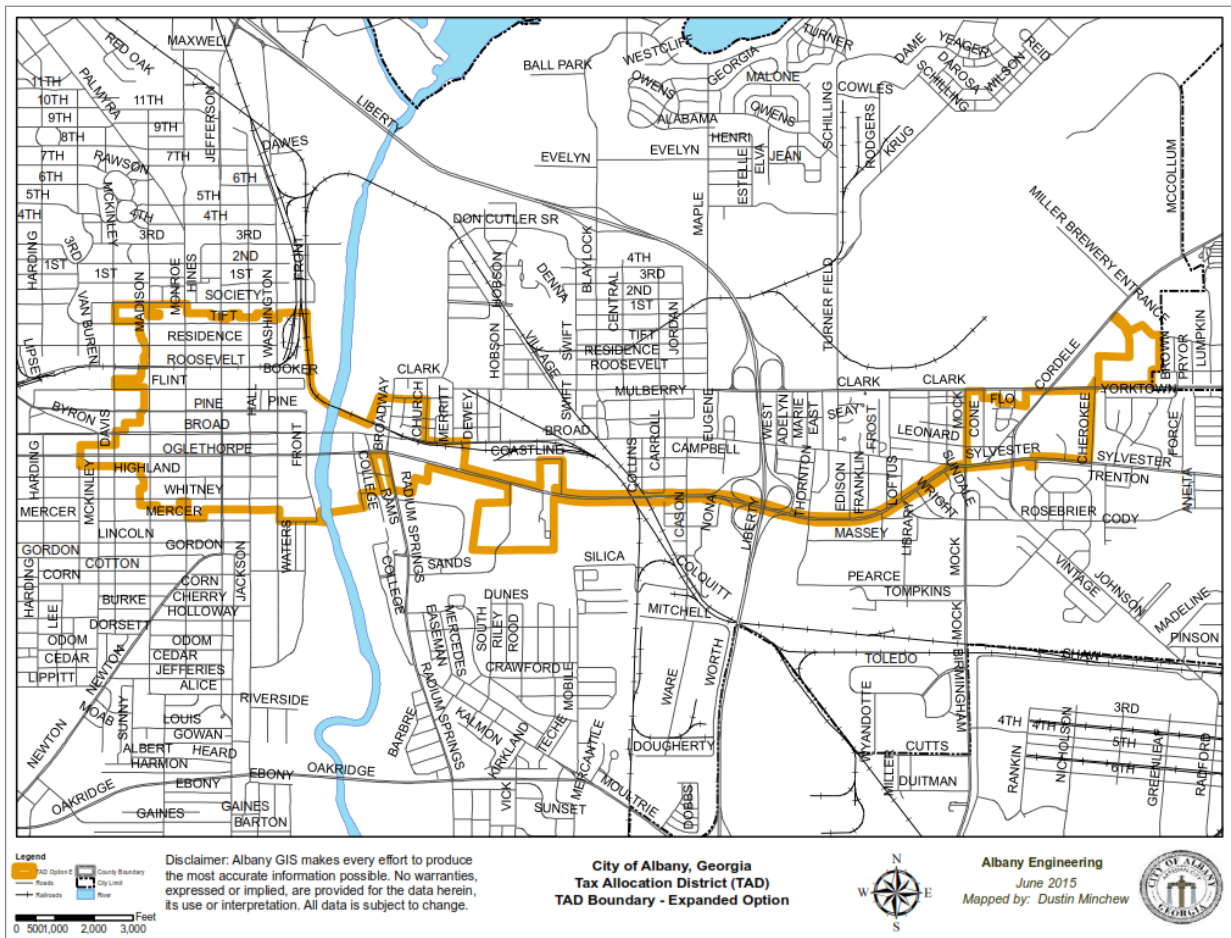 MAXWELL
RED OAK
PALMYRA
11TH
10TH
11TH
9TH
9TH
8TH
7TH
7TH
RAWSON
6TH
6TH
5TH
5TH
4TH
4TH
4TH
3RD
3RD
3RD
2ND
1ST
1ST
1ST
JEFFERSON
DAWES
LIBERTY
MCKINLEY
HARDING
MADISON
MONROE
HINES
WASHINGTON
FRONT
SOCIETY
TIFT
VAN BUREN
RESIDENCE
ROOSEVELT
BOOKER
FLINT
BYRON
DAVIS
PINE
HAL
PINE
BROAD
OGLETHORPE
FRONT
HARDING
HIGHLAND
MCKINLEY
WHITNEY
MERCER
MERCER
LINCOLN
GORDON
GORDON
COTTON
HARDING
CORN
CORN
JACKSON
WATERS
LEE
BURKE
CHERRY
HOLLOWAY
DORSETT
ODOM
ODOM
CEDAR
CEDAR
NEWTON
JEFFERIES
LIPPITT
ALICE
MOAB
SUNNY
RIVERSIDE
LOUIS
GOWAN
NEWTON
ALBERT
HEARD
HARMON
EBONY
OAKRIDGE
OAKRIDGE
EBONY
GAINES
GAINES
BARTON
BALL PARK
WESTCLIFF
GEORGIA
TURNER
DAME
YEAGER
REID
DAROSA
WILSON
SCHILLING
MALONE
OWENS
OWENS
ALABAMA
COWLES
SCHILLING
RODGERS
KRUG
HENRI
EVELYN
EVELYN
ESTELLE
ELVA
JEAN
MAPLE
MCCOLLUM
MILLER BREWERY ENTRANCE
DON CUTLER SR
HOBSON
DENNA
BLAYLOCK
4TH
3RD
2ND
1ST
CENTRAL
JORDAN
TURNER FIELD
HOBSON
SWIFT
VILLAGE
TIFT
RESIDENCE
ROOSEVELT
CORDELE
BROWN
PRYOR
LUMPKIN
CLARK
BROADWAY
CHURCH
MERRITT
DEWEY
SWIFT
MULBERRY
BROAD
COASTLINE
COLLINS
CARROLL
EUGENE
CAMPBELL
WEST
ADELYN
MARIE
EAST
CLARK
CLARK
SEAY
FROST
LEONARD
MOCK
CONE
FLO
YORKTOWN
CHEROKEE
FORCE
SYLVESTER
SYLVESTER
TRENTON
ANEITA
COLLEGE
RAMS
RADIUM SPRINGS
CASON
NONA
LIBERTY
THORNTON
EDISON
FRANKLIN
LOFTUS
LIBRARY
WRIGHT
SUNDALE
MASSEY
ROSEBRIER
CODY
SANDS
COLLEGE
SILICA
COLQUITT
PEARCE
MOCK
TOMPKINS
VINTAGE
JOHNSON
MADELINE
PINSON
DUNES
MITCHELL
EASEMAN
MERCEDES
SOUTH
RILEY
ROOD
CRAWFORD
MOBILE
WARE
WORTH
TOLEDO
MOCK
BIRMINGHAM
SHAW
RADIUM SPRINGS
BARBRE
KALMON
KIRKLAND
TECHE
MERCANTILE
DOUGHERTY
WYANDOTTE
CUTTS
3RD
4TH
4TH
5TH
6TH
NICHOLSON
RANKIN
GREENLEAF
RADFORD
VICK
SUNSET
MOULTRIE
DOBBS
MILLER
DUITMAN
Legend
TAD Option E
County Boundary
Roads
City Limit
Railroads
River
0 500 1,000 2,000 3,000 Feet
Disclaimer: Albany GIS makes every effort to produce
the most accurate information possible. No warranties,
expressed or implied, are provided for the data herein,
its use or interpretation. All data is subject to change.
City of Albany, Georgia
Tax Allocation District (TAD)
TAD Boundary - Expanded Option
N
W
E
S
Albany Engineering
June 2015
Mapped by: Dustin Minchew
CITY OF ALBANY
GEORGIA